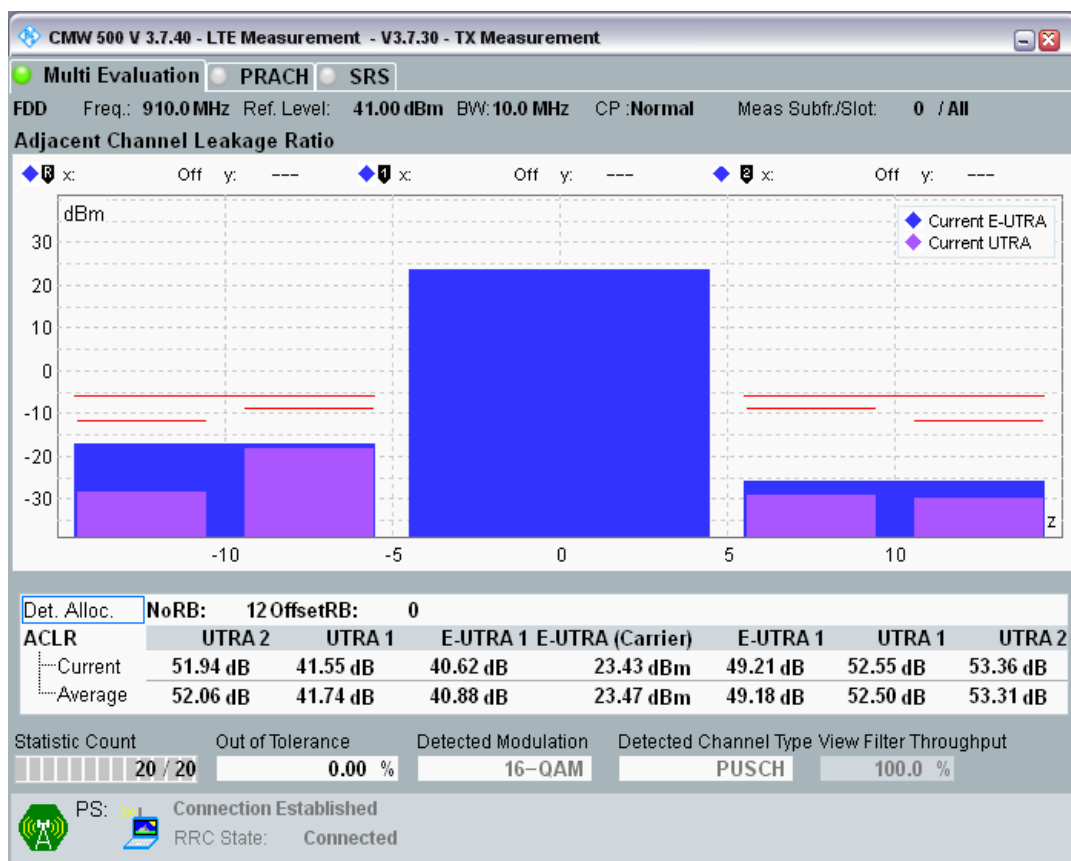 CMW 500 V 3.7.40 - LTE Measurement - V3.7.30 - TX Measurement
Multi Evaluation PRACH SRS
FDD Freq.: 910.0 MHz Ref. Level: 41.00 dBm BW: 10.0 MHz CP :Normal Meas Subfr./Slot: 0 / All
Adjacent Channel Leakage Ratio
R x: Off y: --- 1 x: Off y: --- 2 x: Off y: ---
dBm
Current E-UTRA
Current UTRA
30
20
10
0
-10
-20
-30
z
-10 -5 0 5 10
Det. Alloc. NoRB: 12 OffsetRB: 0
ACLR UTRA 2 UTRA 1 E-UTRA 1 E-UTRA (Carrier) E-UTRA 1 UTRA 1 UTRA 2
Current 51.94 dB 41.55 dB 40.62 dB 23.43 dBm 49.21 dB 52.55 dB 53.36 dB
Average 52.06 dB 41.74 dB 40.88 dB 23.47 dBm 49.18 dB 52.50 dB 53.31 dB
Statistic Count Out of Tolerance Detected Modulation Detected Channel Type View Filter Throughput
20 / 20 0.00 % 16-QAM PUSCH 100.0 %
PS: Connection Established
RRC State: Connected